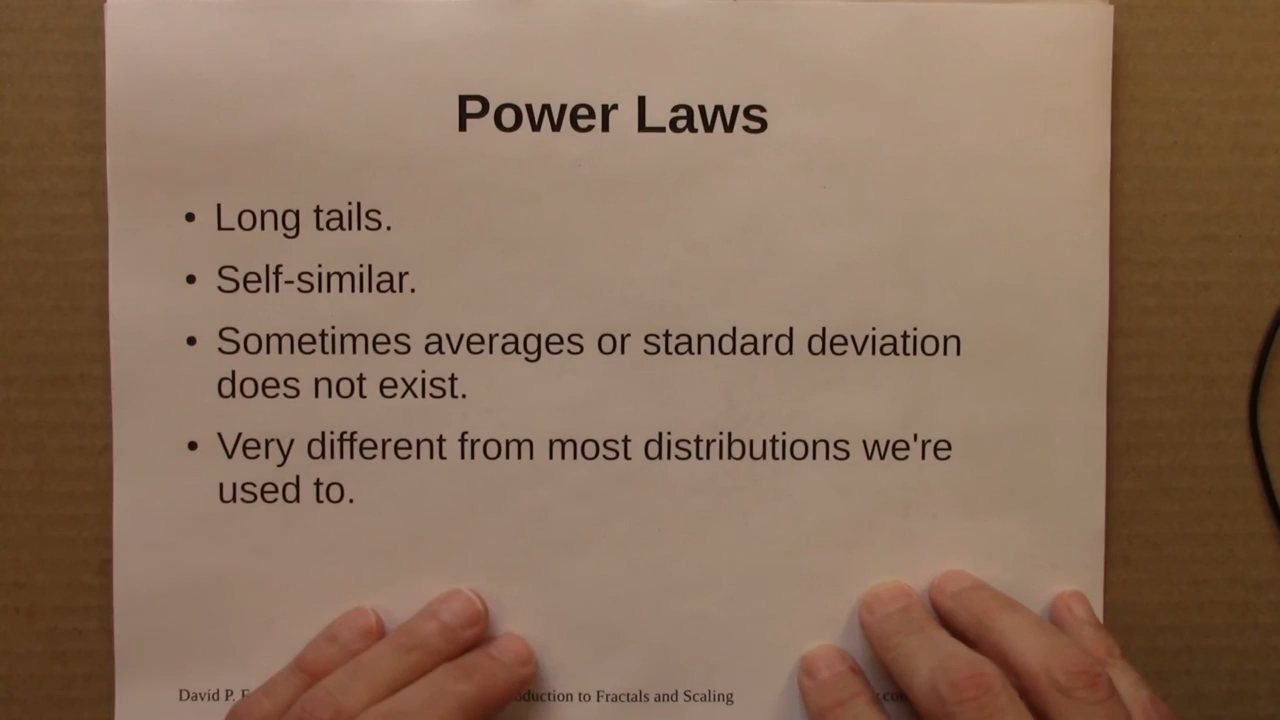 Power Laws
• Long tails.
• Self-similar.
• Sometimes averages or standard deviation
does not exist.
• Very different from most distributions we're
used to.
David P. to Fractals and Scaling